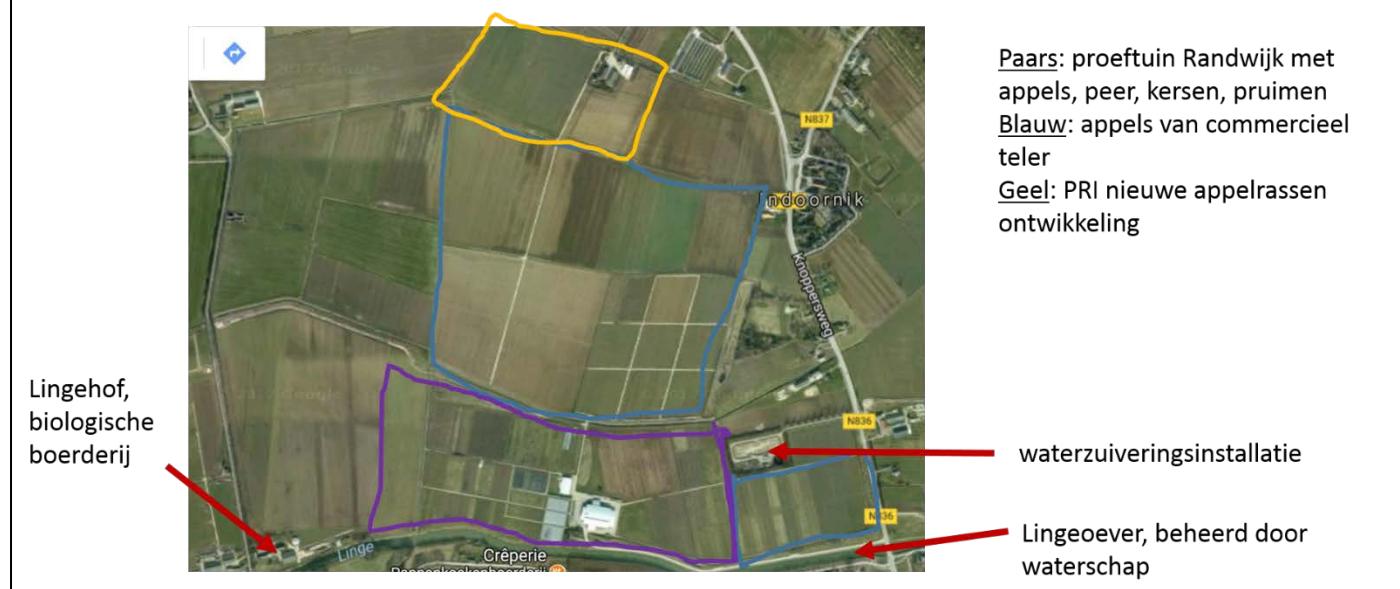 Paars: proeftuin Randwijk met
appels, peer, kersen, pruimen
Blauw: appels van commercieel
teler
Geel: PRI nieuwe appelrassen
ontwikkeling
N837
Indoornik
Knoppersweg
Lingehof,
biologische
boerderij
N836
waterzuiveringsinstallatie
N836
Lingeoever, beheerd door
waterschap
Linge
Crêperie
Pannenkoekenboerderij